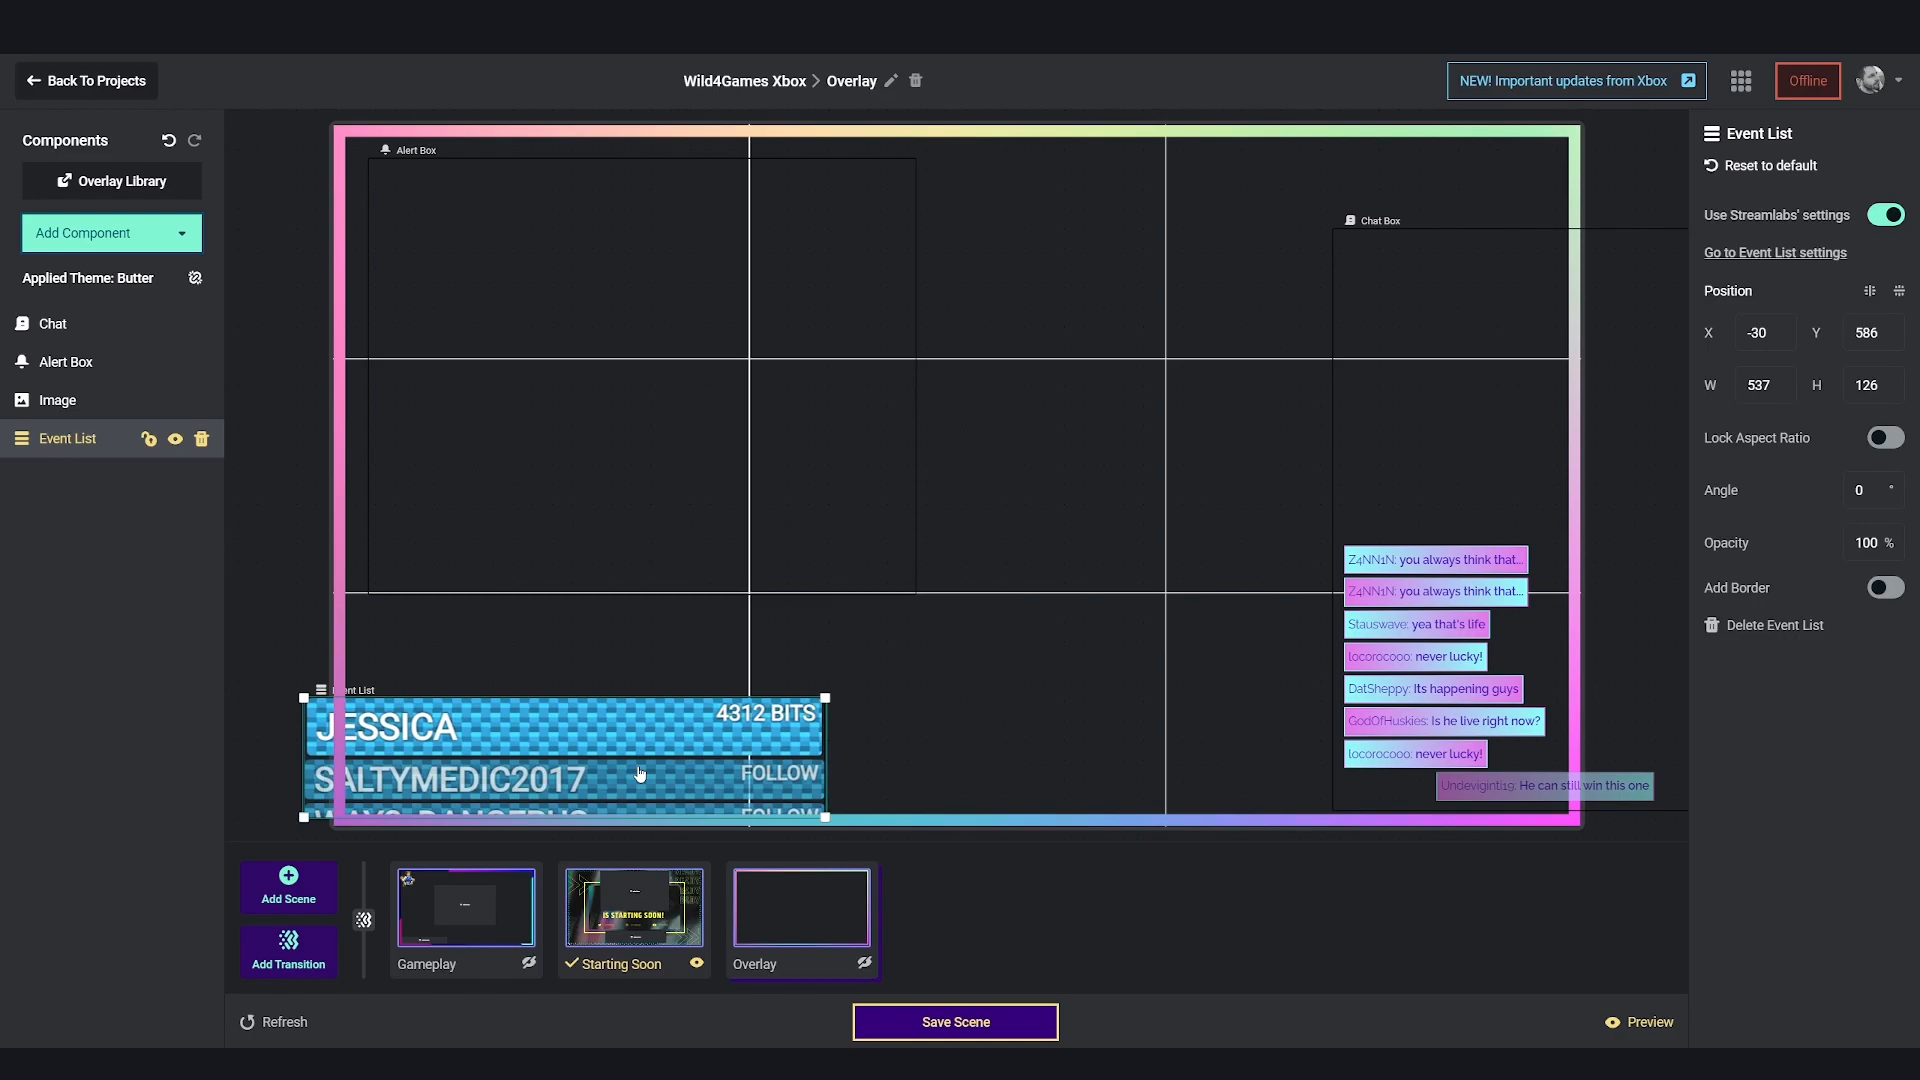 Back To Projects
Wild4Games Xbox > Overlay
NEW! Important updates from Xbox
Offline
Components
Overlay Library
Add Component
Applied Theme: Butter
Chat
Alert Box
Image
Event List
Alert Box
Chat Box
Z4NN1N: you always think that...
Z4NN1N: you always think that...
Stauswave: yea that's life
locorocooo: never lucky!
DatSheppy: Its happening guys
GodOfHuskies: Is he live right now?
locorocooo: never lucky!
Undeviginti19: He can still win this one
JESSICA
4312 BITS
SALTYMEDIC2017
FOLLOW
Event List
Reset to default
Use Streamlabs' settings
Go to Event List settings
Position
X -30 Y 586
W 537 H 126
Lock Aspect Ratio
Angle 0 °
Opacity 100 %
Add Border
Delete Event List
Add Scene
Add Transition
Gameplay
IS STARTING SOON!
Starting Soon
Overlay
Refresh
Save Scene
Preview